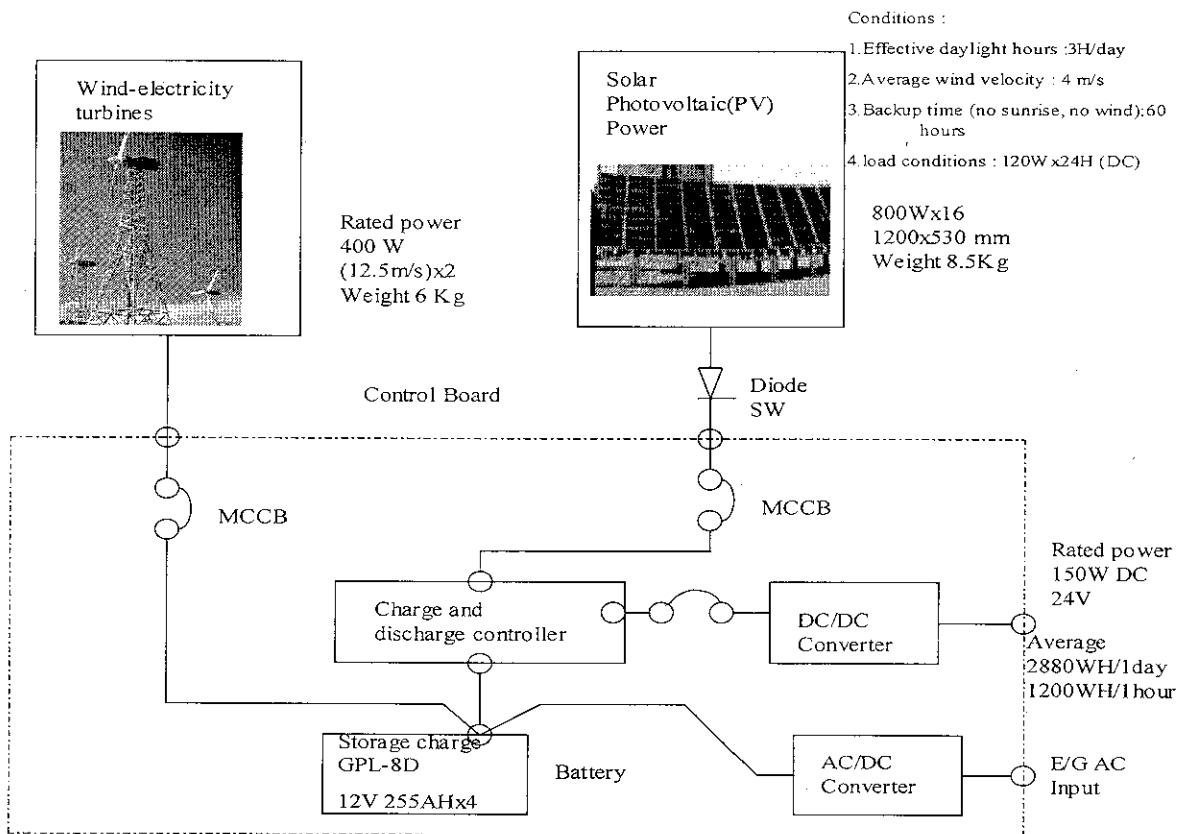 Conditions :
1.Effective daylight hours :3H/day
2.Average wind velocity : 4 m/s
3.Backup time (no sunrise, no wind):60
hours
4.load conditions : 120W x24H (DC)
Wind-electricity
turbines
Solar
Photovoltaic(PV)
Power
Rated power
400 W
(12.5m/s)x2
Weight 6 Kg
800Wx16
1200x530 mm
Weight 8.5Kg
Control Board
Diode
SW
MCCB
MCCB
Charge and
discharge controller
DC/DC
Converter
Rated power
150W DC
24V
Average
2880WH/1day
1200WH/1hour
Storage charge
GPL-8D
12V 255AHx4
Battery
AC/DC
Converter
E/G AC
Input